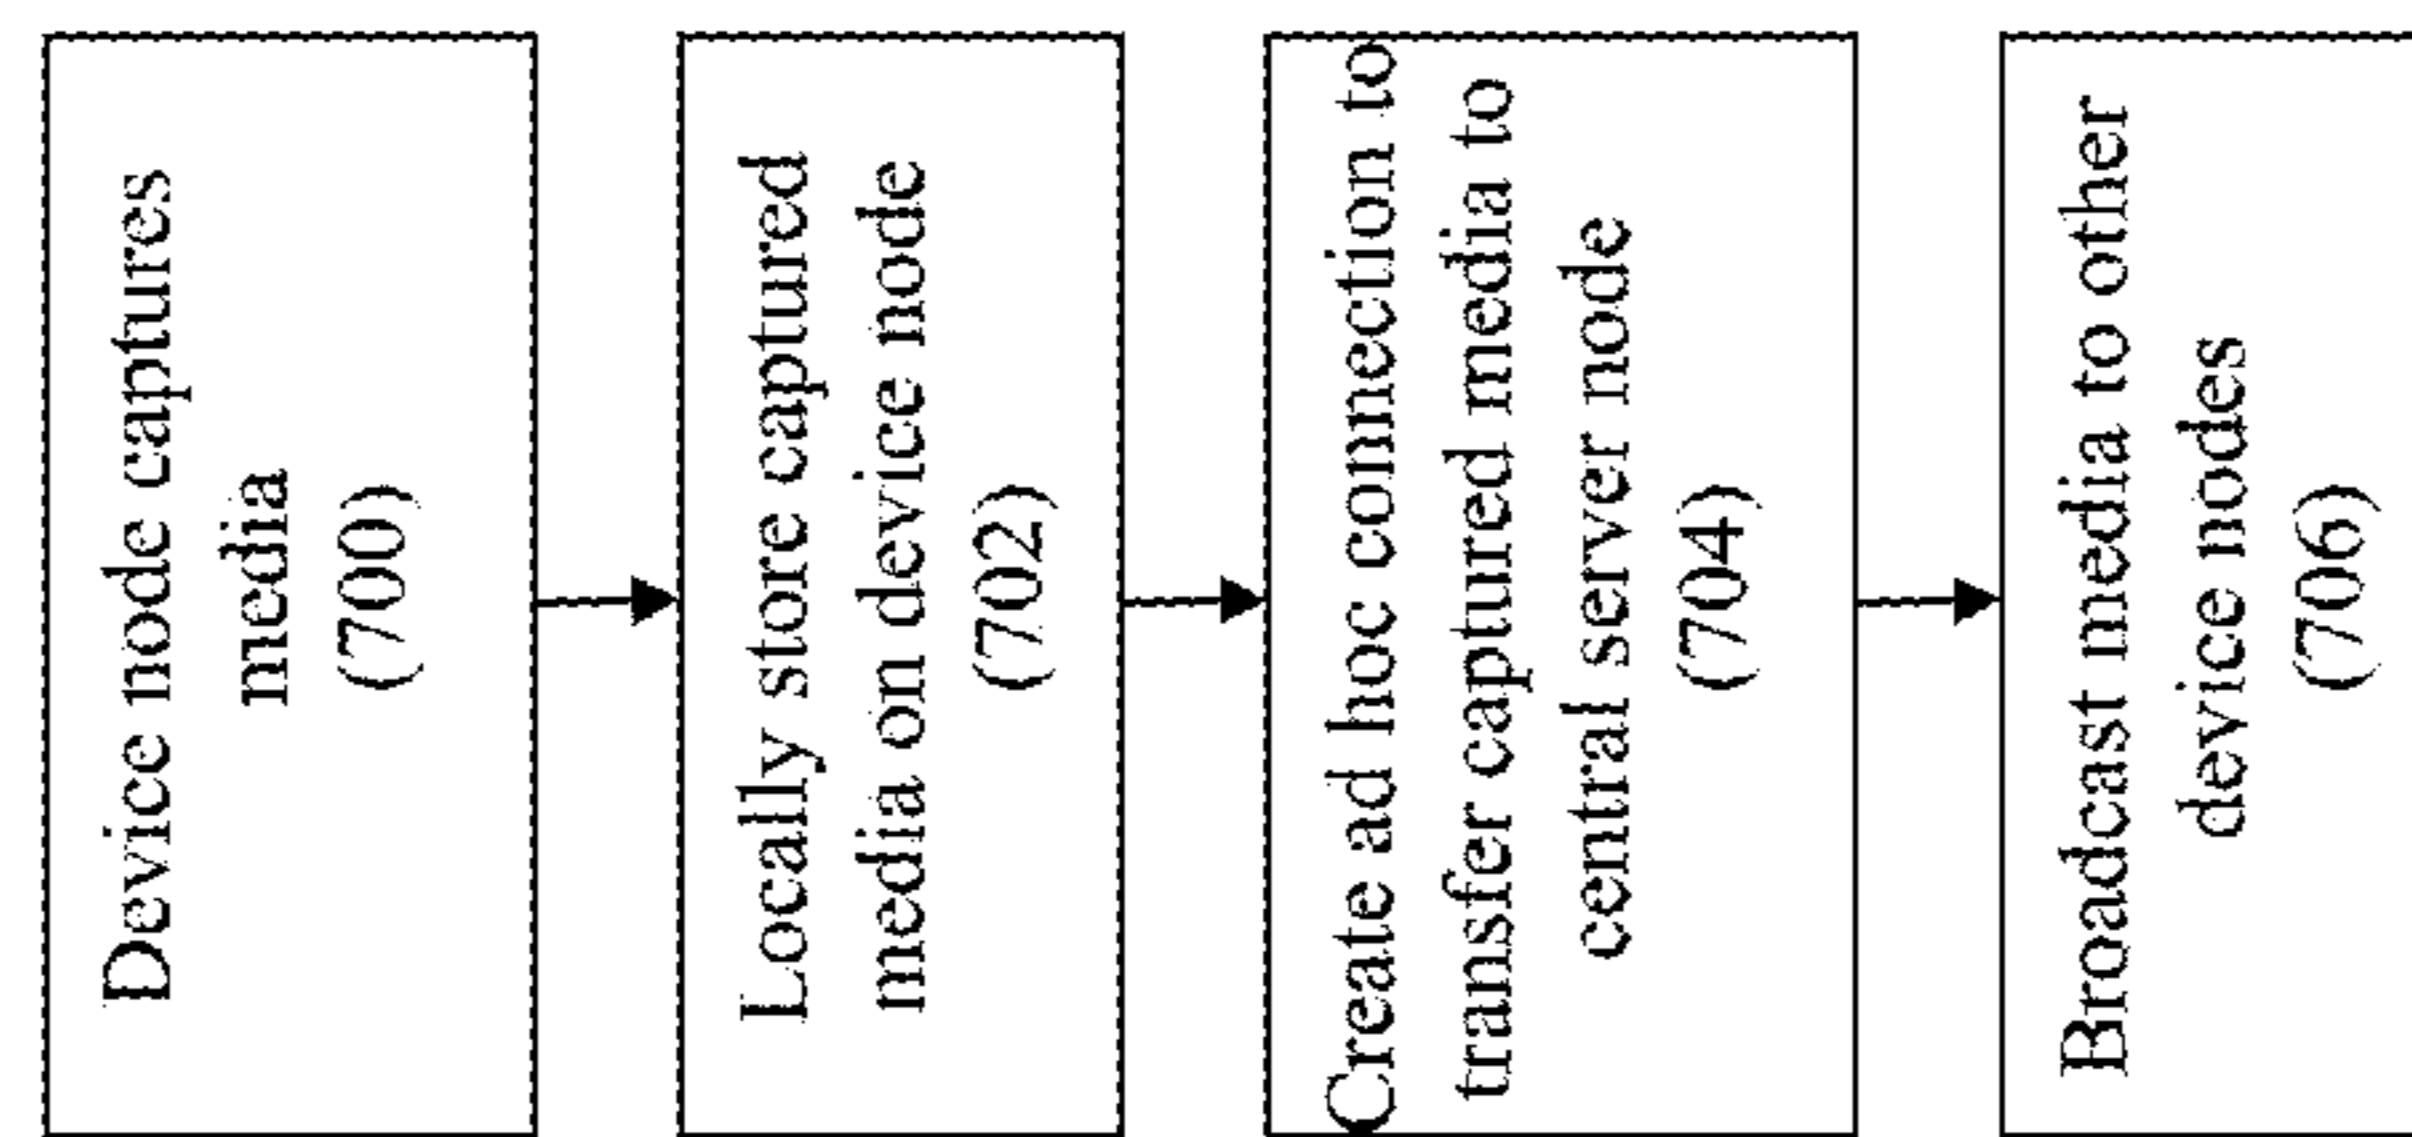 Device node captures
media
(700)
Locally store captured
media on device node
(702)
Create ad hoc connection to
transfer captured media to
central server node
(704)
Broadcast media to other
device nodes
(706)